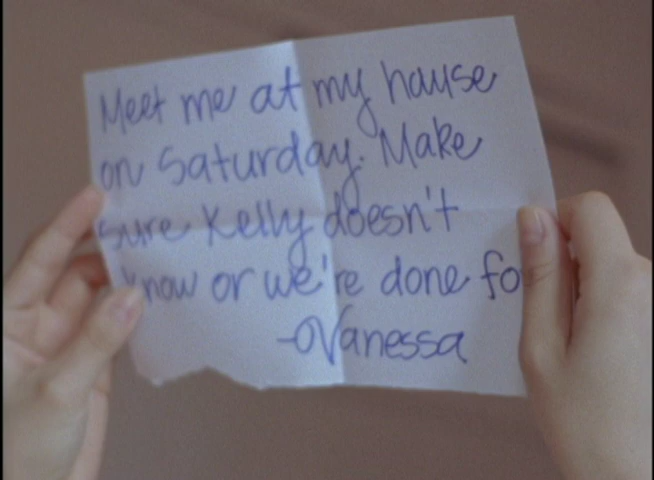 Meet me at my house
on Saturday. Make
sure Kelly doesn't
know or we're done fo
-Vanessa